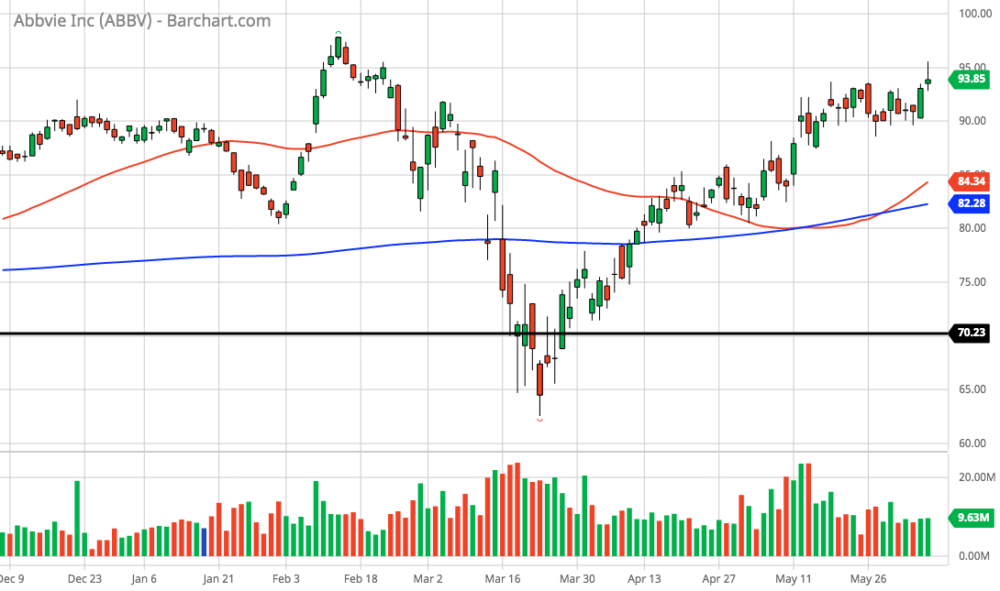 Abbvie Inc (ABBV) - Barchart.com
100.00
95.00
93.85
90.00
85.00
84.34
82.28
80.00
75.00
70.23
65.00
60.00
20.00M
9.63M
0.00M
Dec 9 Dec 23 Jan 6 Jan 21 Feb 3 Feb 18 Mar 2 Mar 16 Mar 30 Apr 13 Apr 27 May 11 May 26